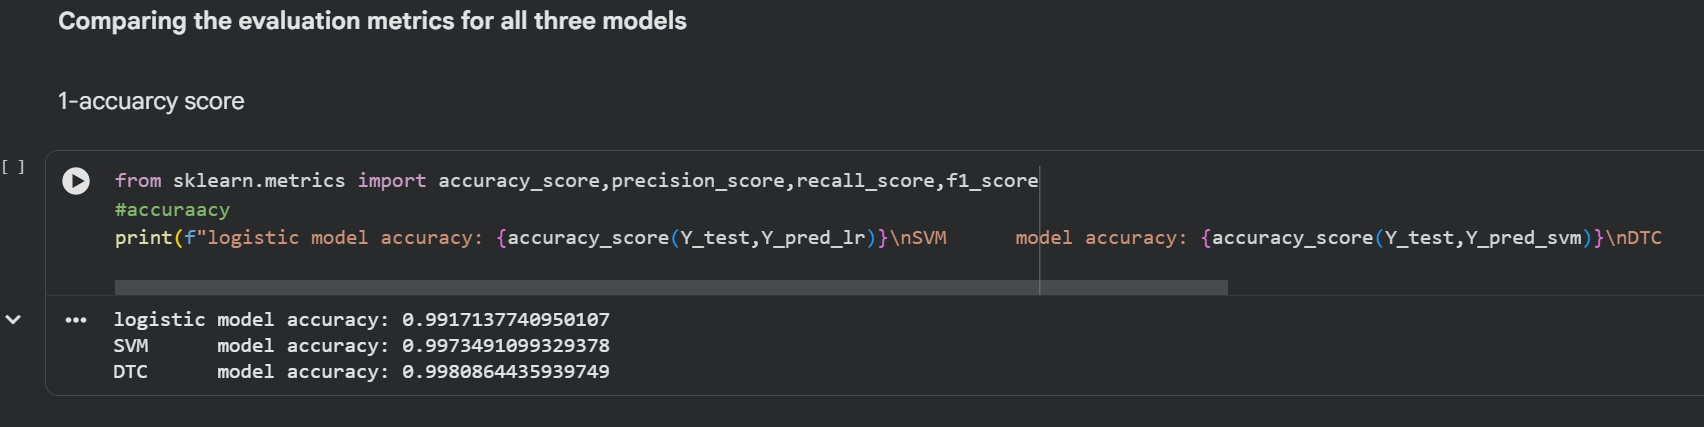 Comparing the evaluation metrics for all three models
1-accuarcy score
[ ]
from sklearn.metrics import accuracy_score,precision_score,recall_score,f1_score
#accuraacy
print(f"logistic model accuracy: {accuracy_score(Y_test,Y_pred_lr)}\nSVM      model accuracy: {accuracy_score(Y_test,Y_pred_svm)}\nDTC
logistic model accuracy: 0.9917137740950107
SVM      model accuracy: 0.9973491099329378
DTC      model accuracy: 0.9980864435939749